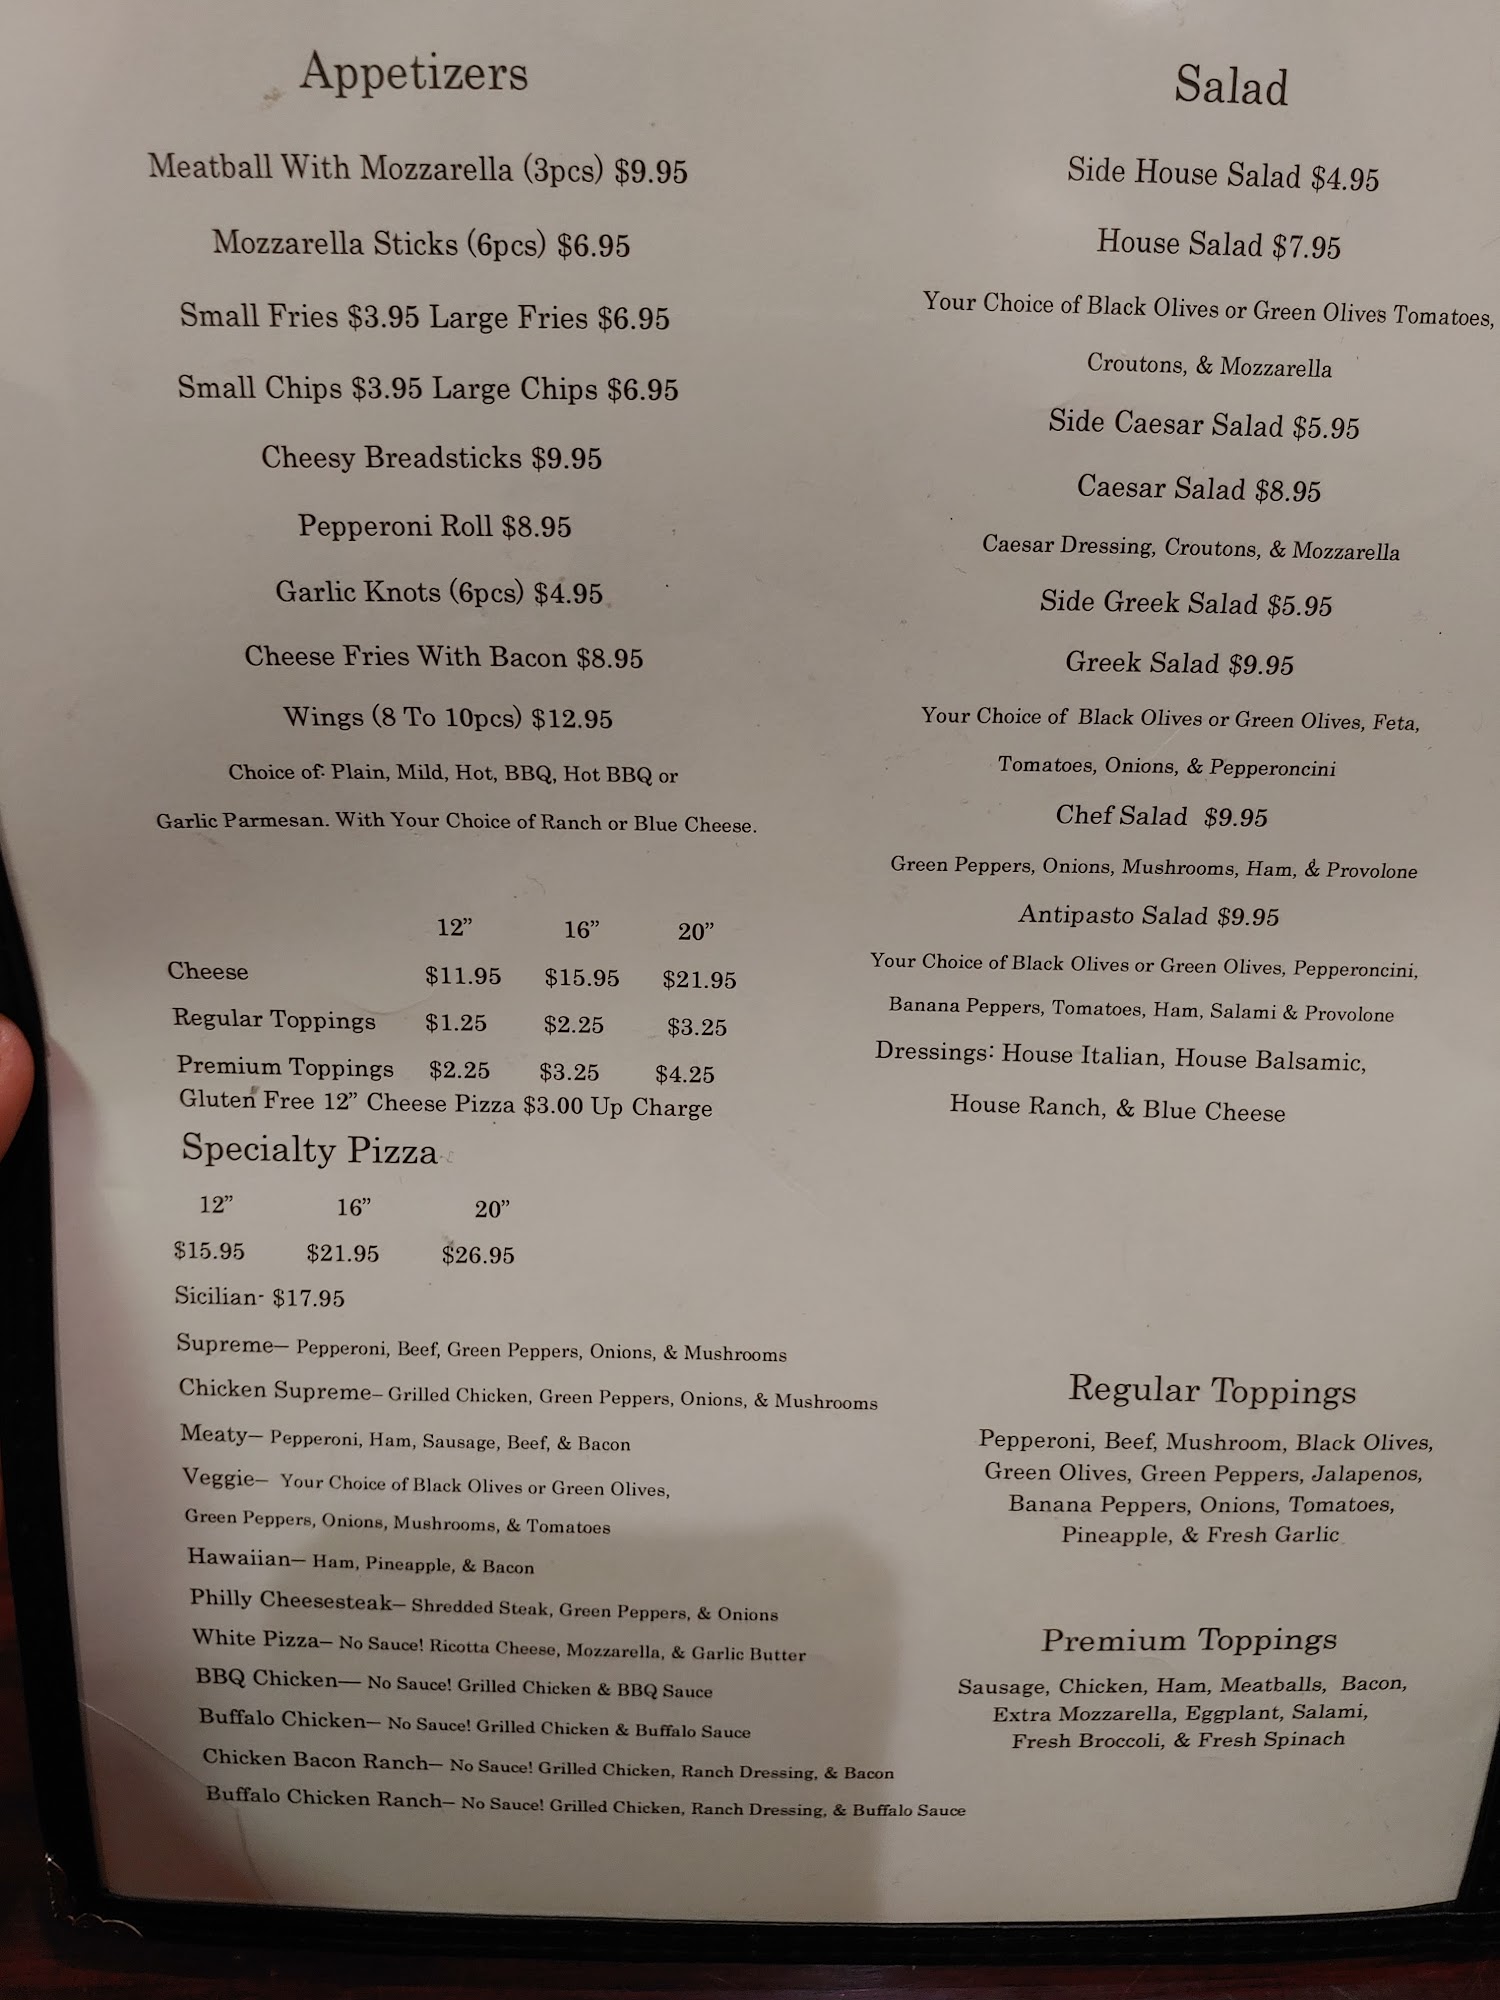 Appetizers
Meatball With Mozzarella (3pcs) $9.95
Mozzarella Sticks (6pcs) $6.95
Small Fries $3.95 Large Fries $6.95
Small Chips $3.95 Large Chips $6.95
Cheesy Breadsticks $9.95
Pepperoni Roll $8.95
Garlic Knots (6pcs) $4.95
Cheese Fries With Bacon $8.95
Wings (8 To 10pcs) $12.95
Choice of: Plain, Mild, Hot, BBQ, Hot BBQ or
Garlic Parmesan. With Your Choice of Ranch or Blue Cheese.
12” 16” 20”
Cheese $11.95 $15.95 $21.95
Regular Toppings $1.25 $2.25 $3.25
Premium Toppings $2.25 $3.25 $4.25
Gluten Free 12” Cheese Pizza $3.00 Up Charge
Specialty Pizza
12” 16” 20”
$15.95 $21.95 $26.95
Sicilian- $17.95
Supreme– Pepperoni, Beef, Green Peppers, Onions, & Mushrooms
Chicken Supreme– Grilled Chicken, Green Peppers, Onions, & Mushrooms
Meaty– Pepperoni, Ham, Sausage, Beef, & Bacon
Veggie– Your Choice of Black Olives or Green Olives,
Green Peppers, Onions, Mushrooms, & Tomatoes
Hawaiian– Ham, Pineapple, & Bacon
Philly Cheesesteak– Shredded Steak, Green Peppers, & Onions
White Pizza– No Sauce! Ricotta Cheese, Mozzarella, & Garlic Butter
BBQ Chicken— No Sauce! Grilled Chicken & BBQ Sauce
Buffalo Chicken– No Sauce! Grilled Chicken & Buffalo Sauce
Chicken Bacon Ranch– No Sauce! Grilled Chicken, Ranch Dressing, & Bacon
Buffalo Chicken Ranch– No Sauce! Grilled Chicken, Ranch Dressing, & Buffalo Sauce
Salad
Side House Salad $4.95
House Salad $7.95
Your Choice of Black Olives or Green Olives Tomatoes,
Croutons, & Mozzarella
Side Caesar Salad $5.95
Caesar Salad $8.95
Caesar Dressing, Croutons, & Mozzarella
Side Greek Salad $5.95
Greek Salad $9.95
Your Choice of Black Olives or Green Olives, Feta,
Tomatoes, Onions, & Pepperoncini
Chef Salad $9.95
Green Peppers, Onions, Mushrooms, Ham, & Provolone
Antipasto Salad $9.95
Your Choice of Black Olives or Green Olives, Pepperoncini,
Banana Peppers, Tomatoes, Ham, Salami & Provolone
Dressings: House Italian, House Balsamic,
House Ranch, & Blue Cheese
Regular Toppings
Pepperoni, Beef, Mushroom, Black Olives,
Green Olives, Green Peppers, Jalapenos,
Banana Peppers, Onions, Tomatoes,
Pineapple, & Fresh Garlic
Premium Toppings
Sausage, Chicken, Ham, Meatballs, Bacon,
Extra Mozzarella, Eggplant, Salami,
Fresh Broccoli, & Fresh Spinach